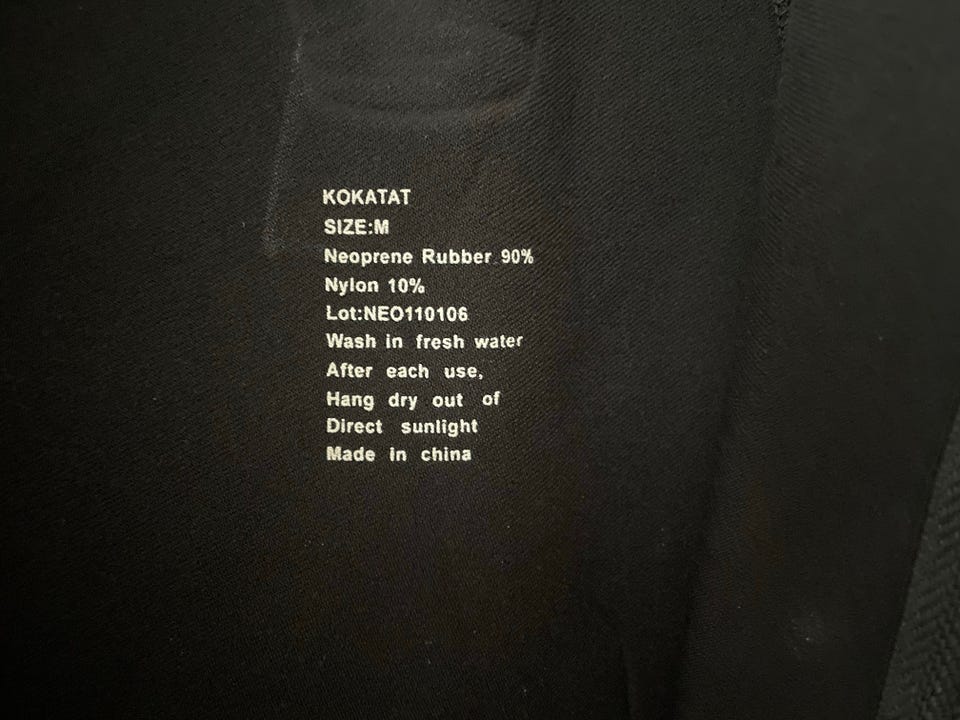 KOKATAT
SIZE:M
Neoprene Rubber 90%
Nylon 10%
Lot:NEO110106
Wash in fresh water
After each use,
Hang dry out of
Direct sunlight
Made in china